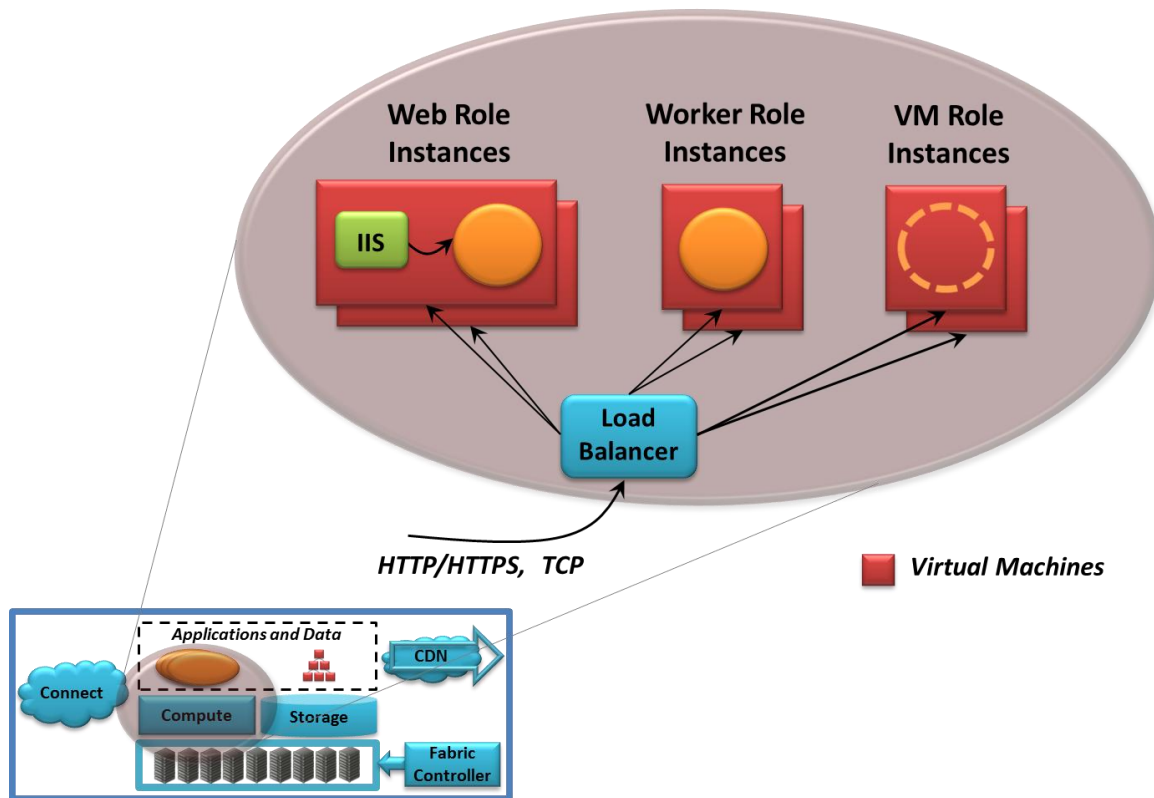 Web Role
Instances
Worker Role
Instances
VM Role
Instances
IIS
Load
Balancer
HTTP/HTTPS, TCP
Virtual Machines
Applications and Data
CDN
Connect
Compute
Storage
Fabric
Controller